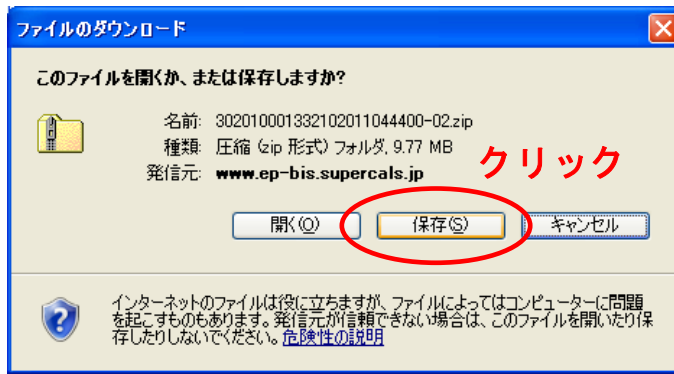 ファイルのダウンロード
このファイルを開くか、または保存しますか?
名前: 302010001332102011044400-02.zip
種類: 圧縮 (zip 形式) フォルダ, 9.77 MB
発信元: www.ep-bis.supercals.jp
クリック
開く(O) 保存(S) キャンセル
インターネットのファイルは役に立ちますが、ファイルによってはコンピューターに問題
を起こすものもあります。発信元が信頼できない場合は、このファイルを開いたり保
存したりしないでください。危険性の説明